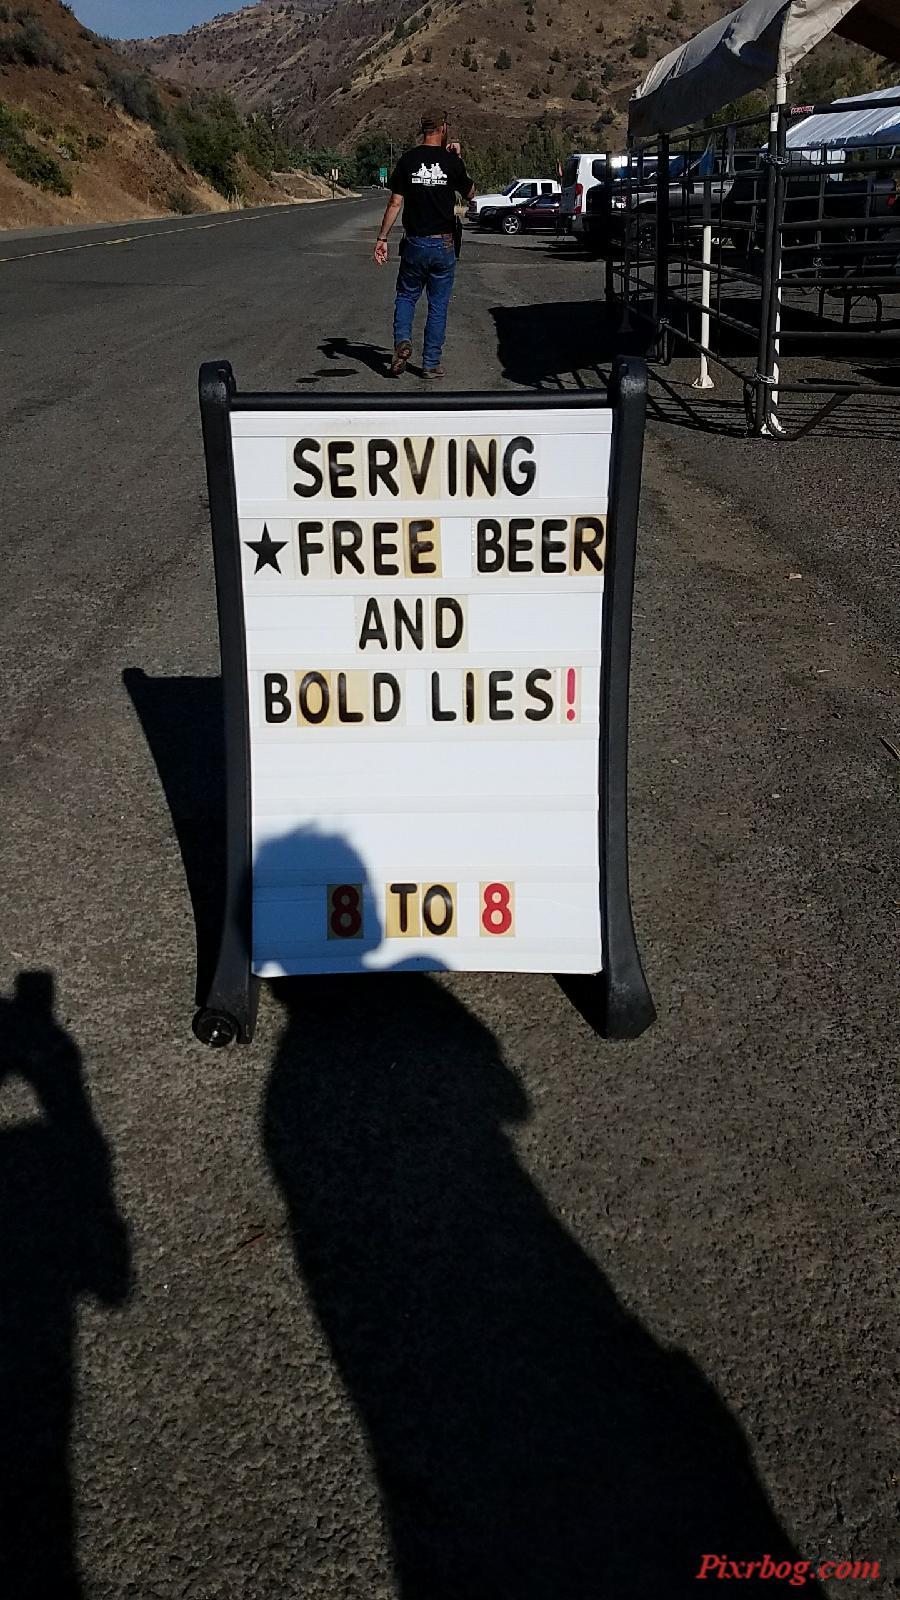 SERVING
★FREE BEER
AND
BOLD LIES!
8 TO 8
Pixrbog.com